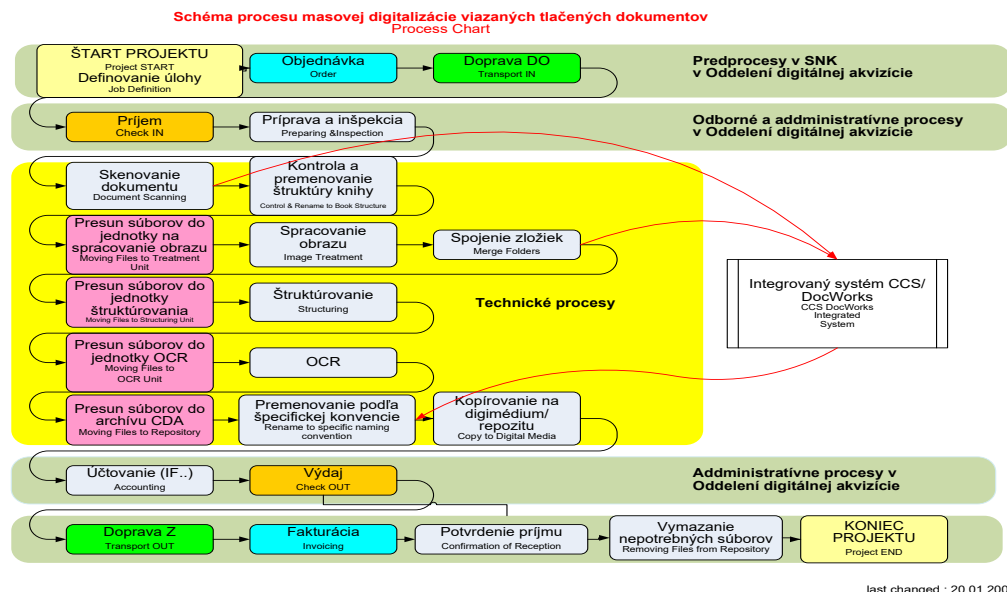 Schéma procesu masovej digitalizácie viazaných tlačených dokumentov
Process Chart
ŠTART PROJEKTU
Project START
Definovanie úlohy
Job Definition
Objednávka
Order
Doprava DO
Transport IN
Predprocesy v SNK
v Oddelení digitálnej akvizície
Príjem
Check IN
Príprava a inšpekcia
Preparing &Inspection
Odborné a addministratívne procesy
v Oddelení digitálnej akvizície
Skenovanie
dokumentu
Document Scanning
Kontrola a
premenovanie
štruktúry knihy
Control & Rename to Book Structure
Presun súborov do
jednotky na
spracovanie obrazu
Moving Files to Treatment
Unit
Spracovanie
obrazu
Image Treatment
Spojenie zložiek
Merge Folders
Integrovaný systém CCS/
DocWorks
CCS DocWorks
Integrated
System
Presun súborov do
jednotky
štruktúrovania
Moving Files to Structuring Unit
Štruktúrovanie
Structuring
Technické procesy
Presun súborov do
jednotky OCR
Moving Files to
OCR Unit
OCR
Presun súborov do
archívu CDA
Moving Files to Repository
Premenovanie podľa
špecifickej konvencie
Rename to specific naming
convention
Kopírovanie na
digimédium/
repozitu
Copy to Digital Media
Účtovanie (IF..)
Accounting
Výdaj
Check OUT
Addministratívne procesy v
Oddelení digitálnej akvizície
Doprava Z
Transport OUT
Fakturácia
Invoicing
Potvrdenie príjmu
Confirmation of Reception
Vymazanie
nepotrebných súborov
Removing Files from Repository
KONIEC
PROJEKTU
Project END
last changed : 20.01.200